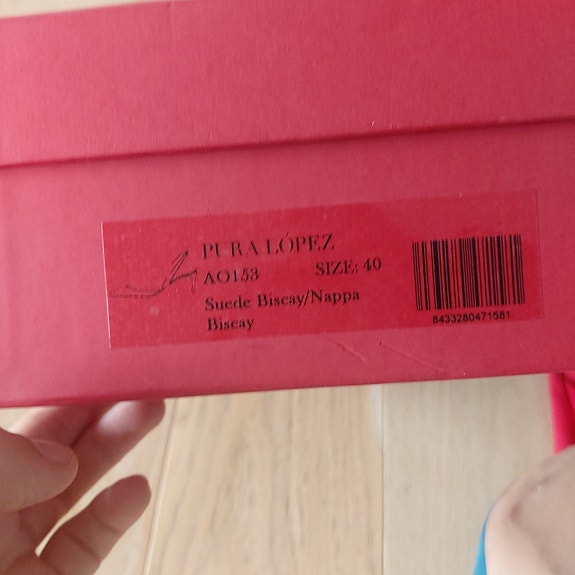 PURA LÓPEZ
AO153 SIZE: 40
Suede Biscay/Nappa
Biscay
8433280471581